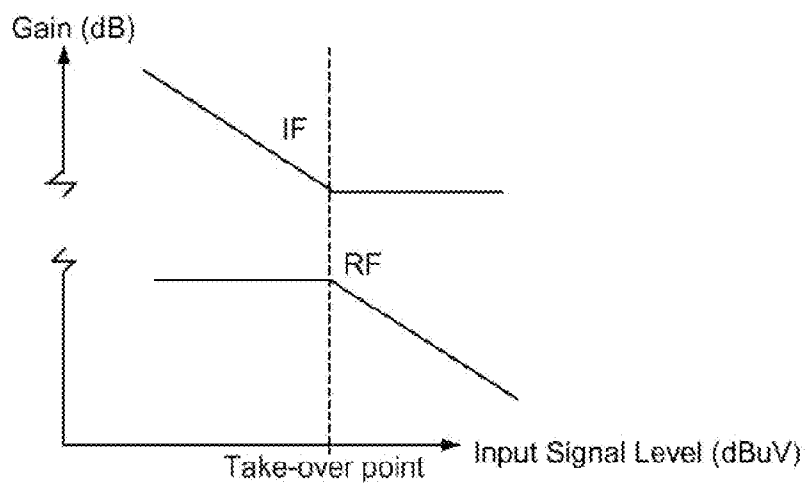 Gain (dB)
IF
RF
Input Signal Level (dBuV)
Take-over point